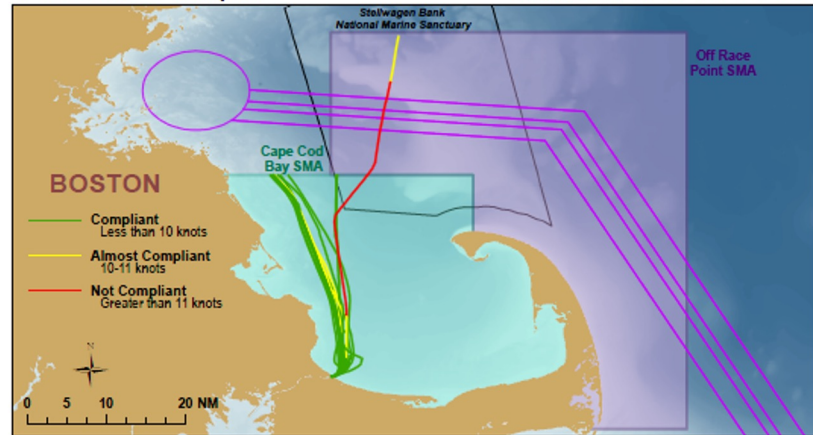 Stellwagen Bank
National Marine Sanctuary
Off Race
Point SMA
Cape Cod
Bay SMA
BOSTON
Compliant
Less than 10 knots
Almost Compliant
10-11 knots
Not Compliant
Greater than 11 knots
N
0 5 10 20 NM